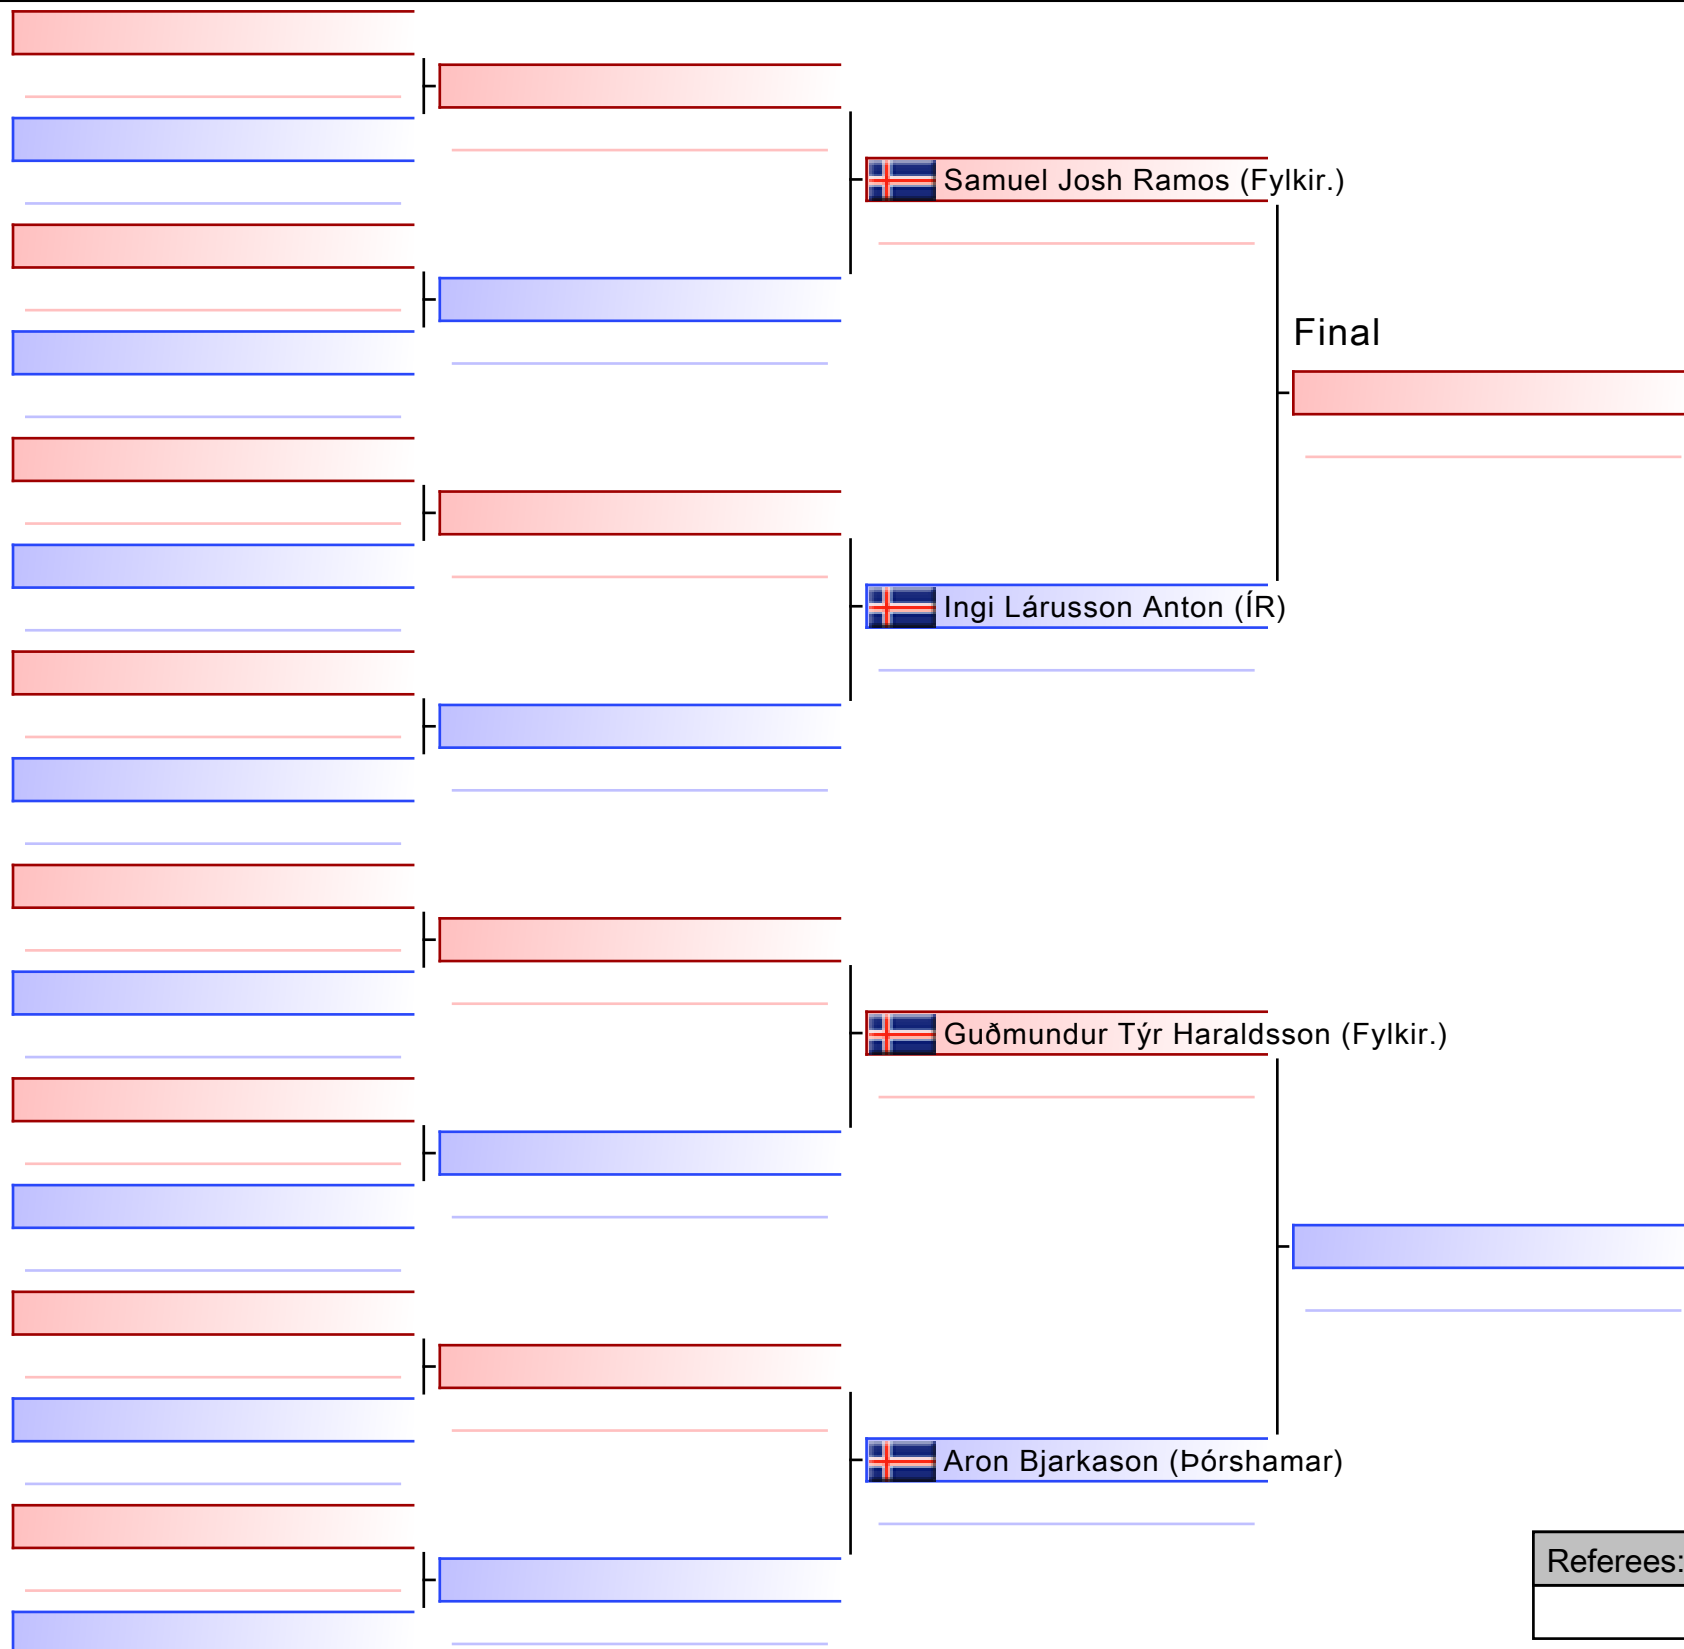 Samuel Josh Ramos (Fylkir.)
Final
Ingi Lárusson Anton (ÍR)
Guðmundur Týr Haraldsson (Fylkir.)
Aron Bjarkason (Þórshamar)
Referees: